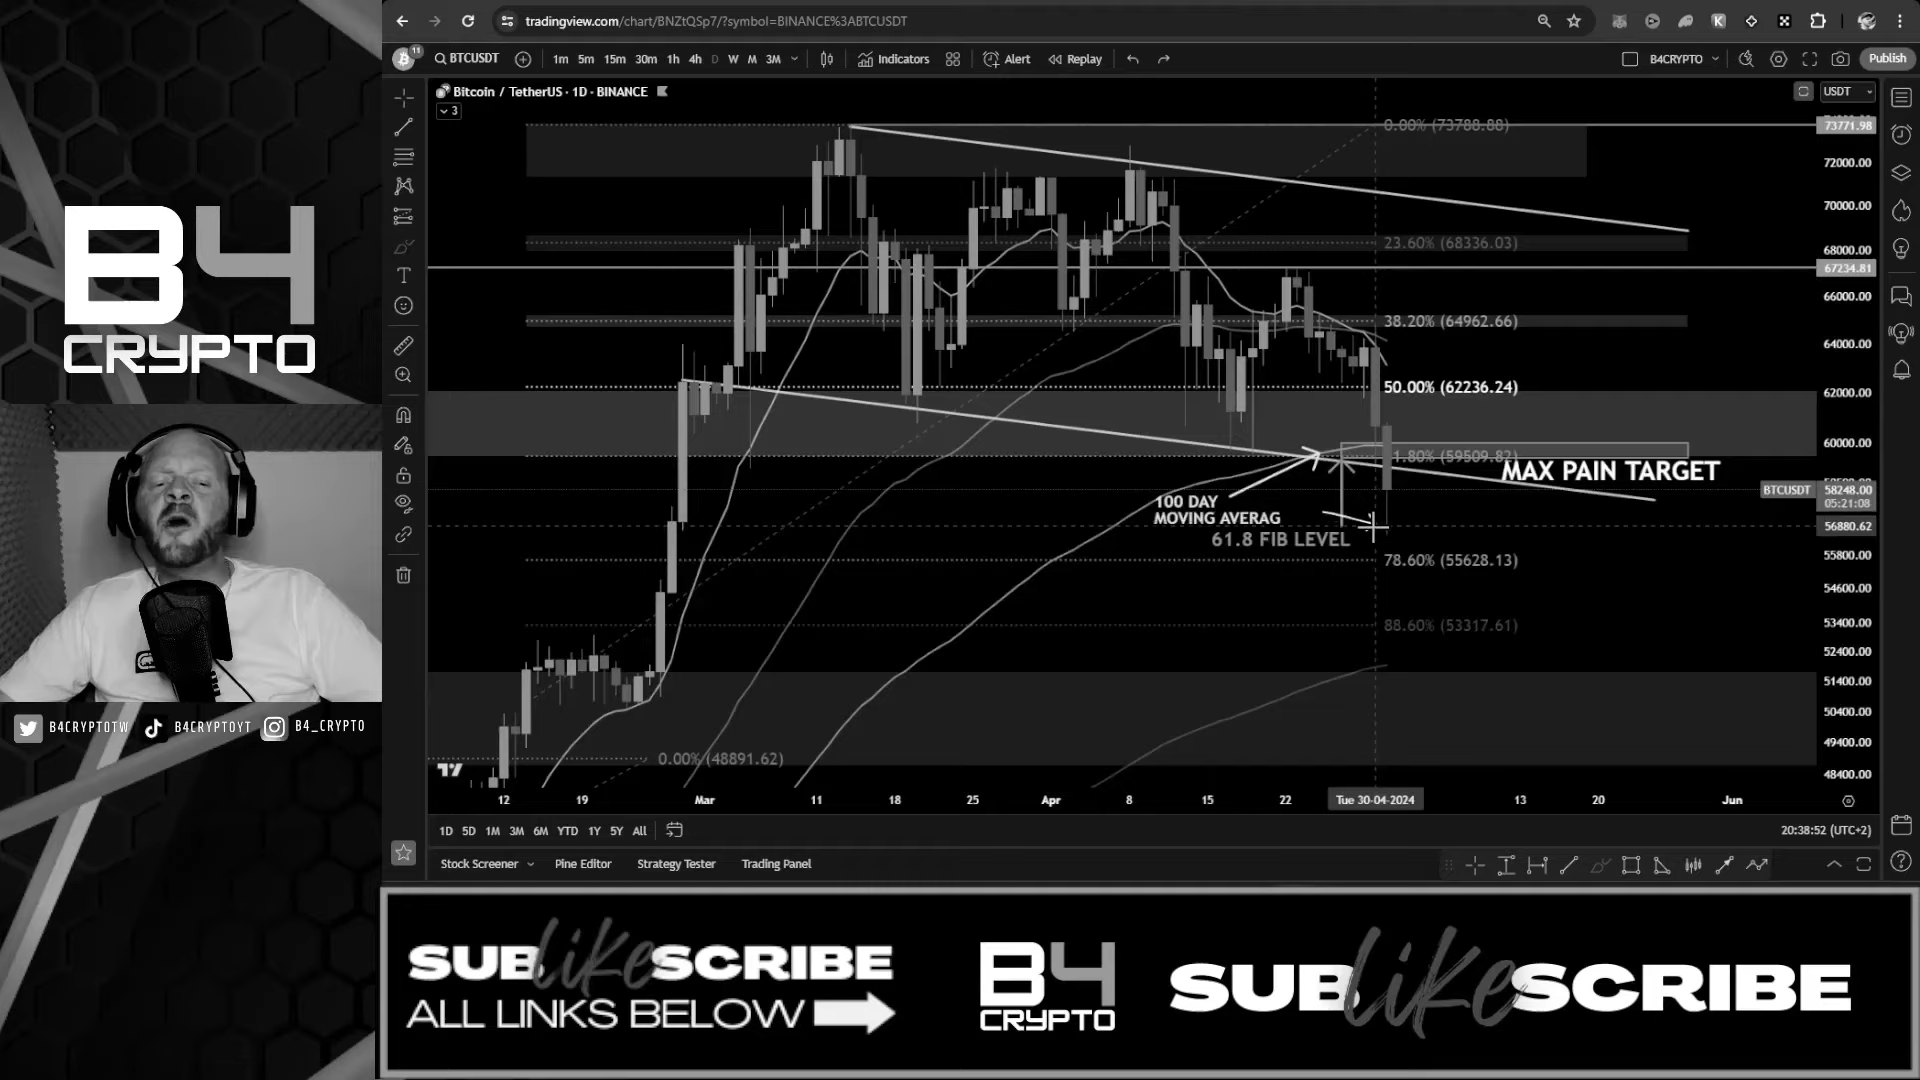 B4
CRYPTO
B4CRYPTOTW
B4CRYPTOYT
B4_CRYPTO
tradingview.com/chart/BNZtQSp7/?symbol=BINANCE%3ABTCUSDT
11
BTCUSDT
1m 5m 15m 30m 1h 4h D W M 3M
Indicators
Alert
Replay
B4CRYPTO
Publish
Bitcoin / TetherUS · 1D · BINANCE
3
USDT
0.00% (73788.88)
23.60% (68336.03)
38.20% (64962.66)
50.00% (62236.24)
1.80% (59509.82)
MAX PAIN TARGET
100 DAY
MOVING AVERAG
61.8 FIB LEVEL
78.60% (55628.13)
88.60% (53317.61)
0.00% (48891.62)
73771.98
72000.00
70000.00
68000.00
67234.81
66000.00
64000.00
62000.00
60000.00
BTCUSDT 58248.00
05:21:08
56880.62
55800.00
54600.00
53400.00
52400.00
51400.00
50400.00
49400.00
48400.00
12 19 Mar 11 18 25 Apr 8 15 22 Tue 30-04-2024 13 20 Jun
1D 5D 1M 3M 6M YTD 1Y 5Y All
20:38:52 (UTC+2)
Stock Screener Pine Editor Strategy Tester Trading Panel
SUBlikeSCRIBE
ALL LINKS BELOW
B4
CRYPTO
SUBlikeSCRIBE